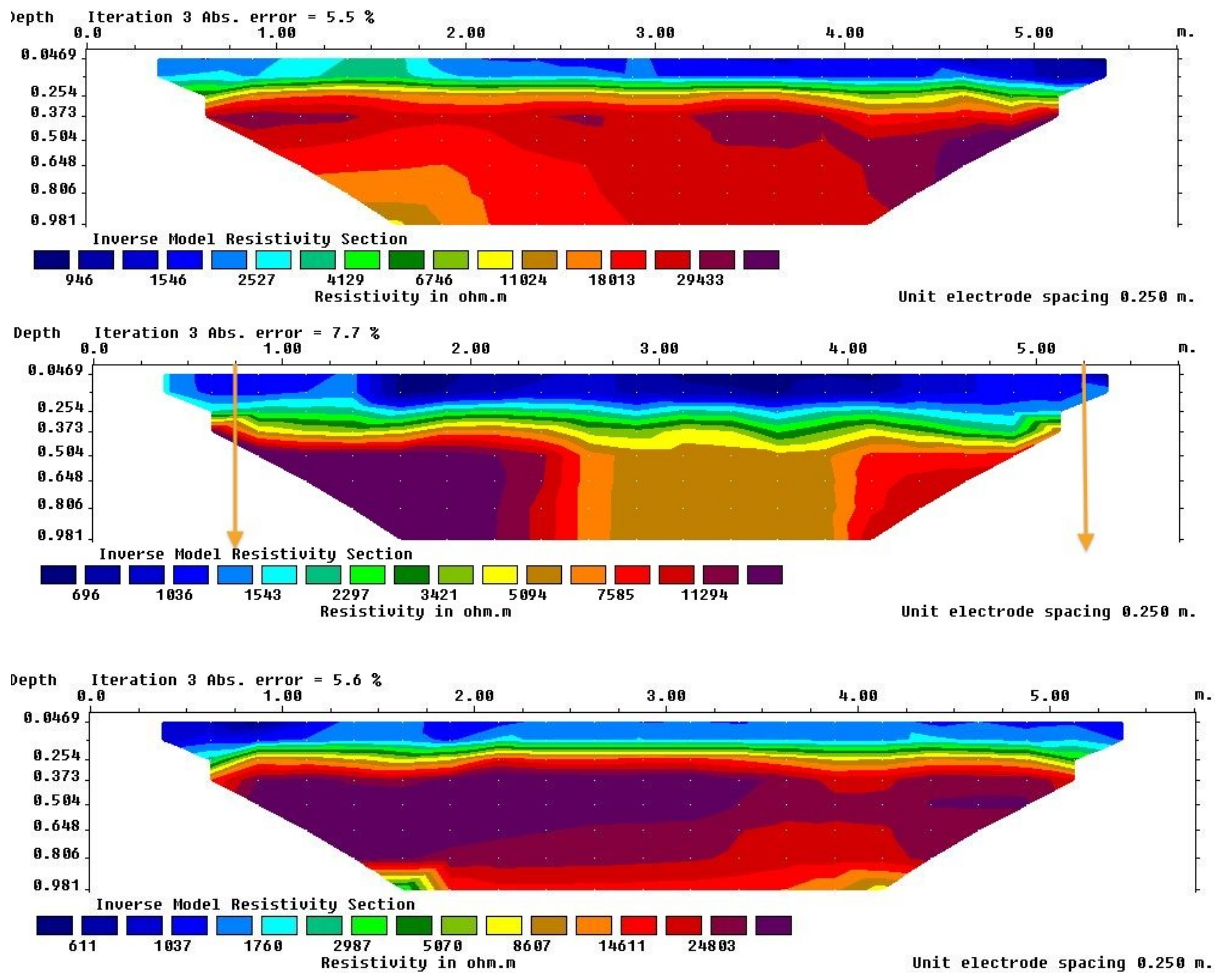 Depth Iteration 3 Abs. error = 5.5 %
0.0 1.00 2.00 3.00 4.00 5.00 m.
0.0469
0.254
0.373
0.504
0.648
0.806
0.981
Inverse Model Resistivity Section
946 1546 2527 4129 6746 11024 18013 29433
Resistivity in ohm.m Unit electrode spacing 0.250 m.
Depth Iteration 3 Abs. error = 7.7 %
0.0 1.00 2.00 3.00 4.00 5.00 m.
0.0469
0.254
0.373
0.504
0.648
0.806
0.981
Inverse Model Resistivity Section
696 1036 1543 2297 3421 5094 7585 11294
Resistivity in ohm.m Unit electrode spacing 0.250 m.
Depth Iteration 3 Abs. error = 5.6 %
0.0 1.00 2.00 3.00 4.00 5.00 m.
0.0469
0.254
0.373
0.504
0.648
0.806
0.981
Inverse Model Resistivity Section
611 1037 1760 2987 5070 8607 14611 24803
Resistivity in ohm.m Unit electrode spacing 0.250 m.